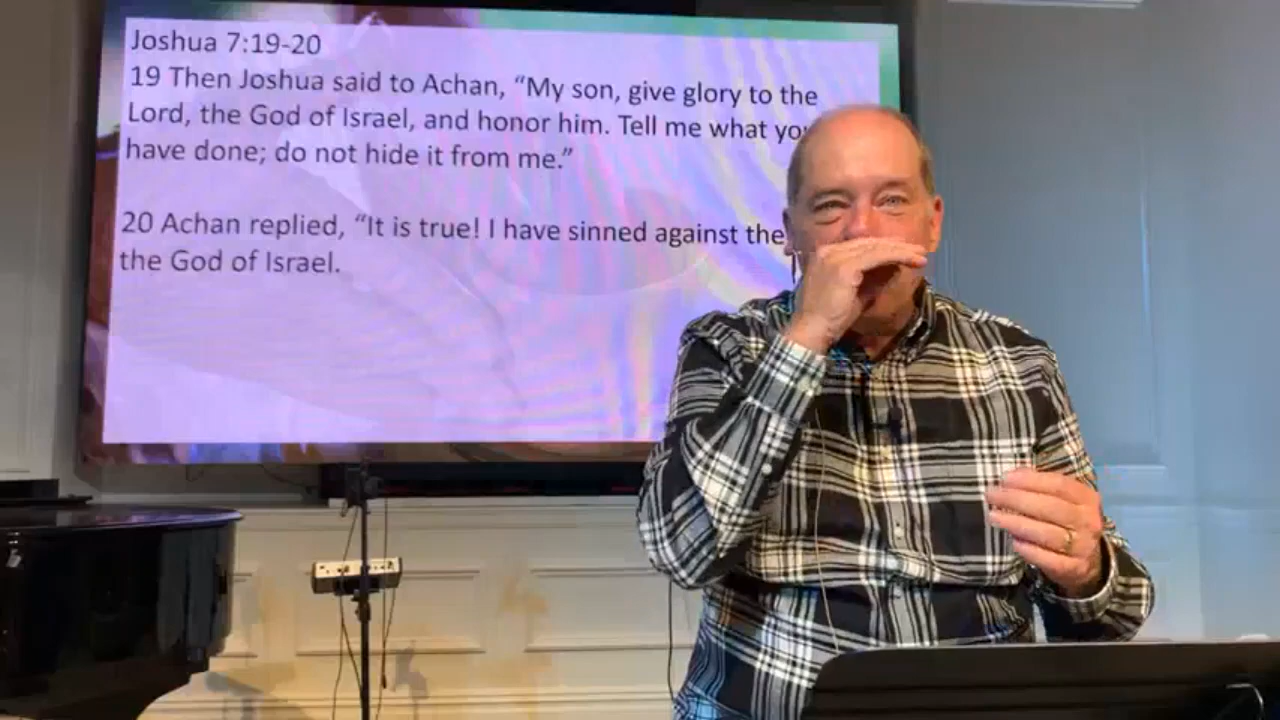 Joshua 7:19-20
19 Then Joshua said to Achan, “My son, give glory to the
Lord, the God of Israel, and honor him. Tell me what you
have done; do not hide it from me.”
20 Achan replied, “It is true! I have sinned against the
the God of Israel.